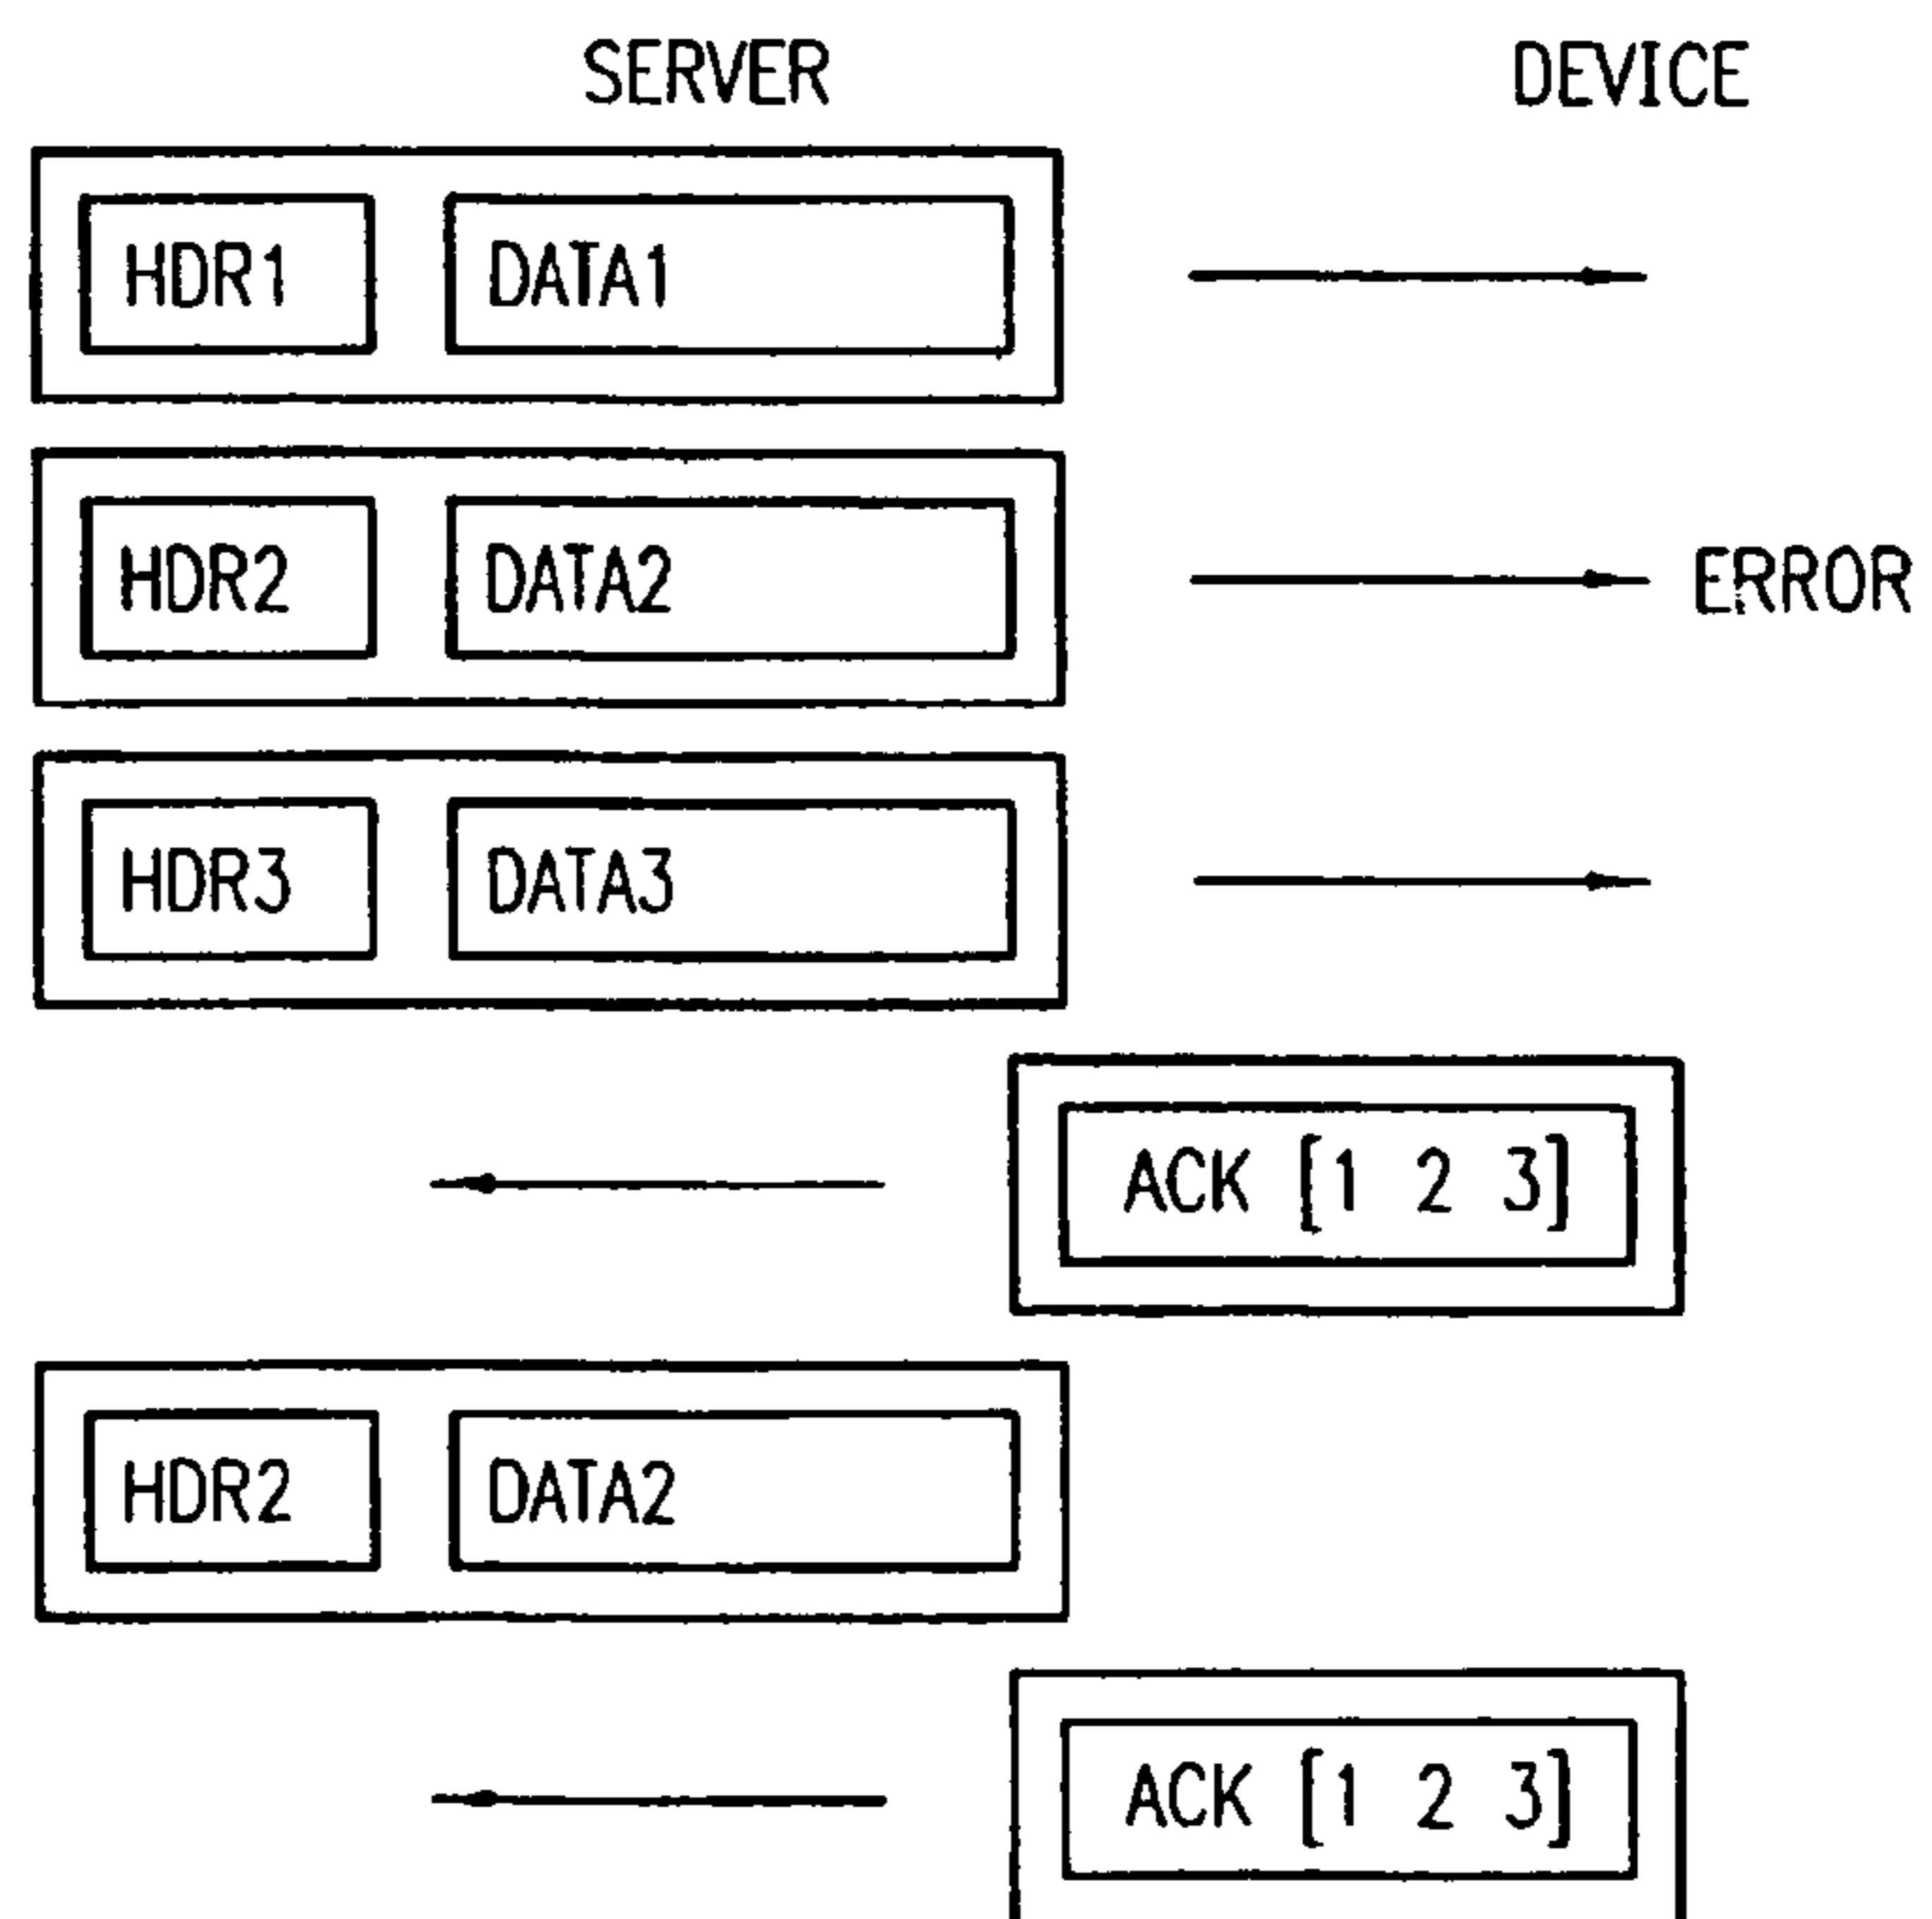 SERVER DEVICE
HDR1 DATA1
HDR2 DATA2 ERROR
HDR3 DATA3
ACK [1 2 3]
HDR2 DATA2
ACK [1 2 3]